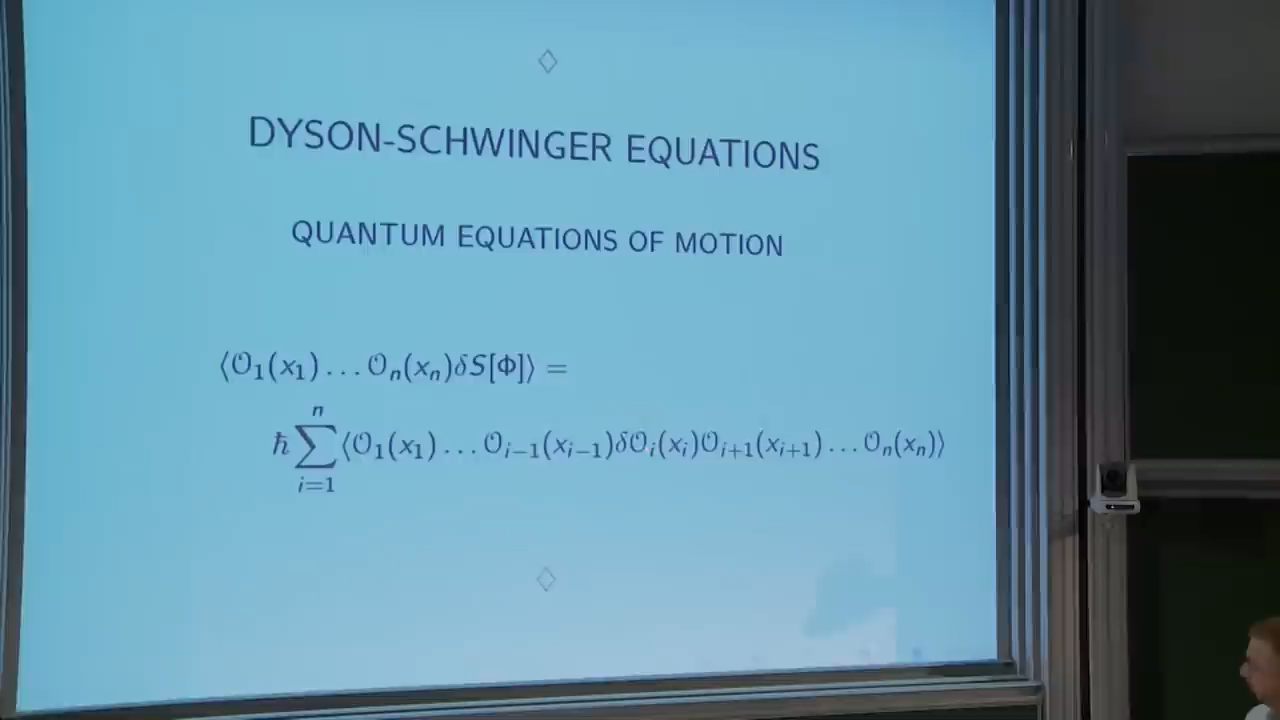 DYSON-SCHWINGER EQUATIONS
QUANTUM EQUATIONS OF MOTION
⟨𝒪₁(x₁) … 𝒪ₙ(xₙ)δS[Φ]⟩ =
ℏ∑ⁿᵢ₌₁⟨𝒪₁(x₁) … 𝒪ᵢ₋₁(xᵢ₋₁)δ𝒪ᵢ(xᵢ)𝒪ᵢ₊₁(xᵢ₊₁) … 𝒪ₙ(xₙ)⟩